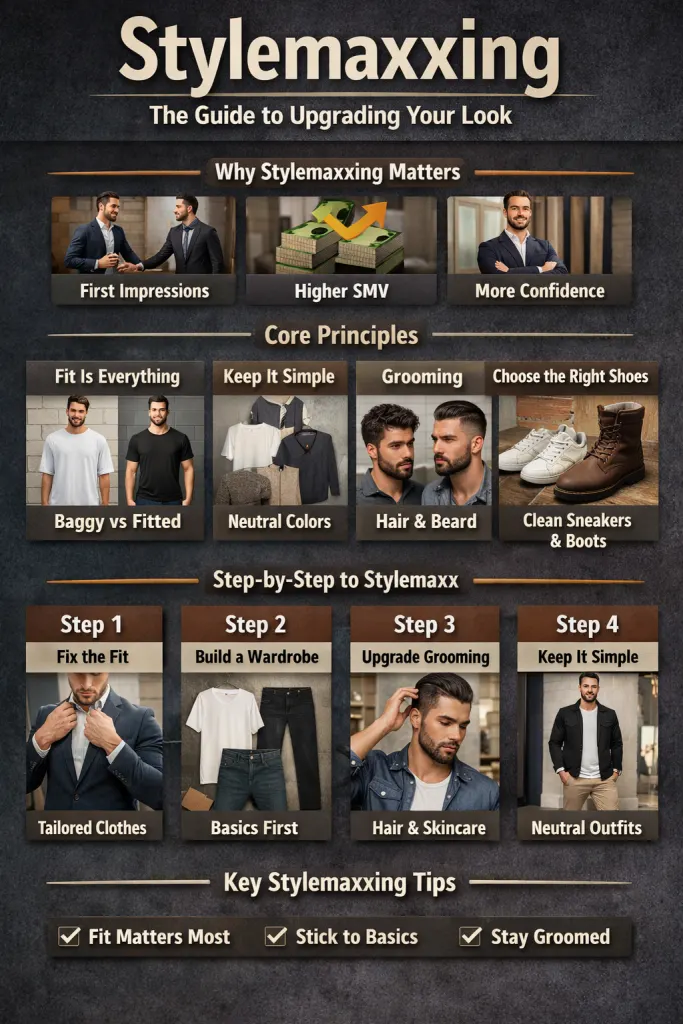 Stylemaxxing
The Guide to Upgrading Your Look
Why Stylemaxxing Matters
First Impressions
Higher SMV
More Confidence
Core Principles
Fit Is Everything
Baggy vs Fitted
Keep It Simple
Neutral Colors
Grooming
Hair & Beard
Choose the Right Shoes
Clean Sneakers
& Boots
Step-by-Step to Stylemaxx
Step 1
Fix the Fit
Tailored Clothes
Step 2
Build a Wardrobe
Basics First
Step 3
Upgrade Grooming
Hair & Skincare
Step 4
Keep It Simple
Neutral Outfits
Key Stylemaxxing Tips
Fit Matters Most
Stick to Basics
Stay Groomed